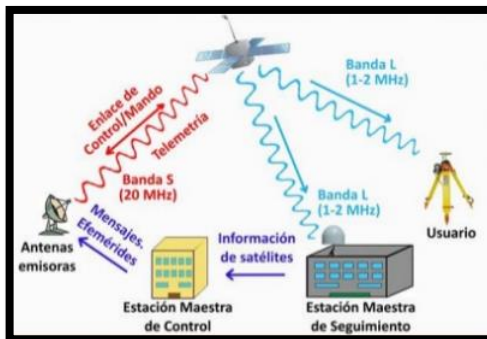 Banda L
(1-2 MHz)
Enlace de
Control/Mando
Telemetría
Banda S
(20 MHz)
Banda L
(1-2 MHz)
Usuario
Mensajes.
Efemérides
Antenas
emisoras
Información
de satélites
Estación Maestra
de Control
Estación Maestra
de Seguimiento